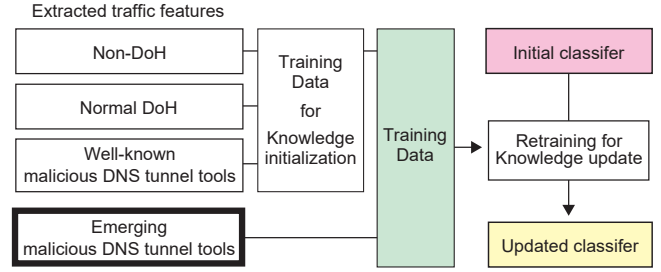 Extracted traffic features
Non-DoH
Normal DoH
Well-known
malicious DNS tunnel tools
Emerging
malicious DNS tunnel tools
Training
Data
for
Knowledge
initialization
Training
Data
Initial classifer
Retraining for
Knowledge update
Updated classifer